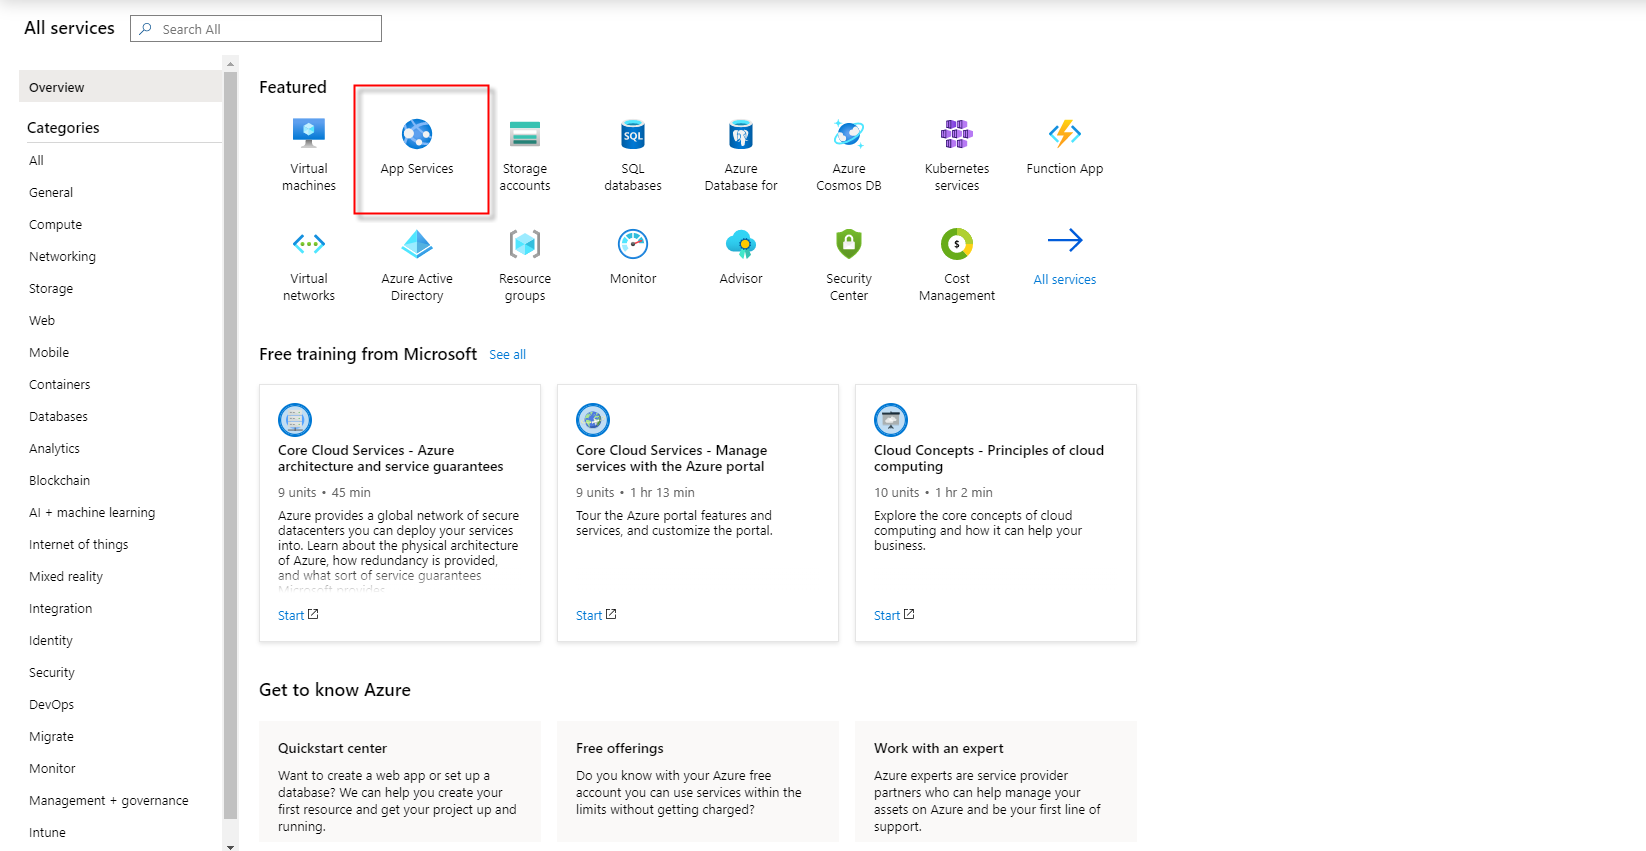 All services
Search All
Overview
Categories
All
General
Compute
Networking
Storage
Web
Mobile
Containers
Databases
Analytics
Blockchain
AI + machine learning
Internet of things
Mixed reality
Integration
Identity
Security
DevOps
Migrate
Monitor
Management + governance
Intune
Featured
Virtual
machines
App Services
Storage
accounts
SQL
SQL
databases
Azure
Database for
Azure
Cosmos DB
Kubernetes
services
Function App
Virtual
networks
Azure Active
Directory
Resource
groups
Monitor
Advisor
Security
Center
$
Cost
Management
All services
Free training from Microsoft See all
Core Cloud Services - Azure
architecture and service guarantees
9 units • 45 min
Azure provides a global network of secure
datacenters you can deploy your services
into. Learn about the physical architecture
of Azure, how redundancy is provided,
and what sort of service guarantees
Microsoft provides
Start
Core Cloud Services - Manage
services with the Azure portal
9 units • 1 hr 13 min
Tour the Azure portal features and
services, and customize the portal.
Start
Cloud Concepts - Principles of cloud
computing
10 units • 1 hr 2 min
Explore the core concepts of cloud
computing and how it can help your
business.
Start
Get to know Azure
Quickstart center
Want to create a web app or set up a
database? We can help you create your
first resource and get your project up and
running.
Free offerings
Do you know with your Azure free
account you can use services within the
limits without getting charged?
Work with an expert
Azure experts are service provider
partners who can help manage your
assets on Azure and be your first line of
support.